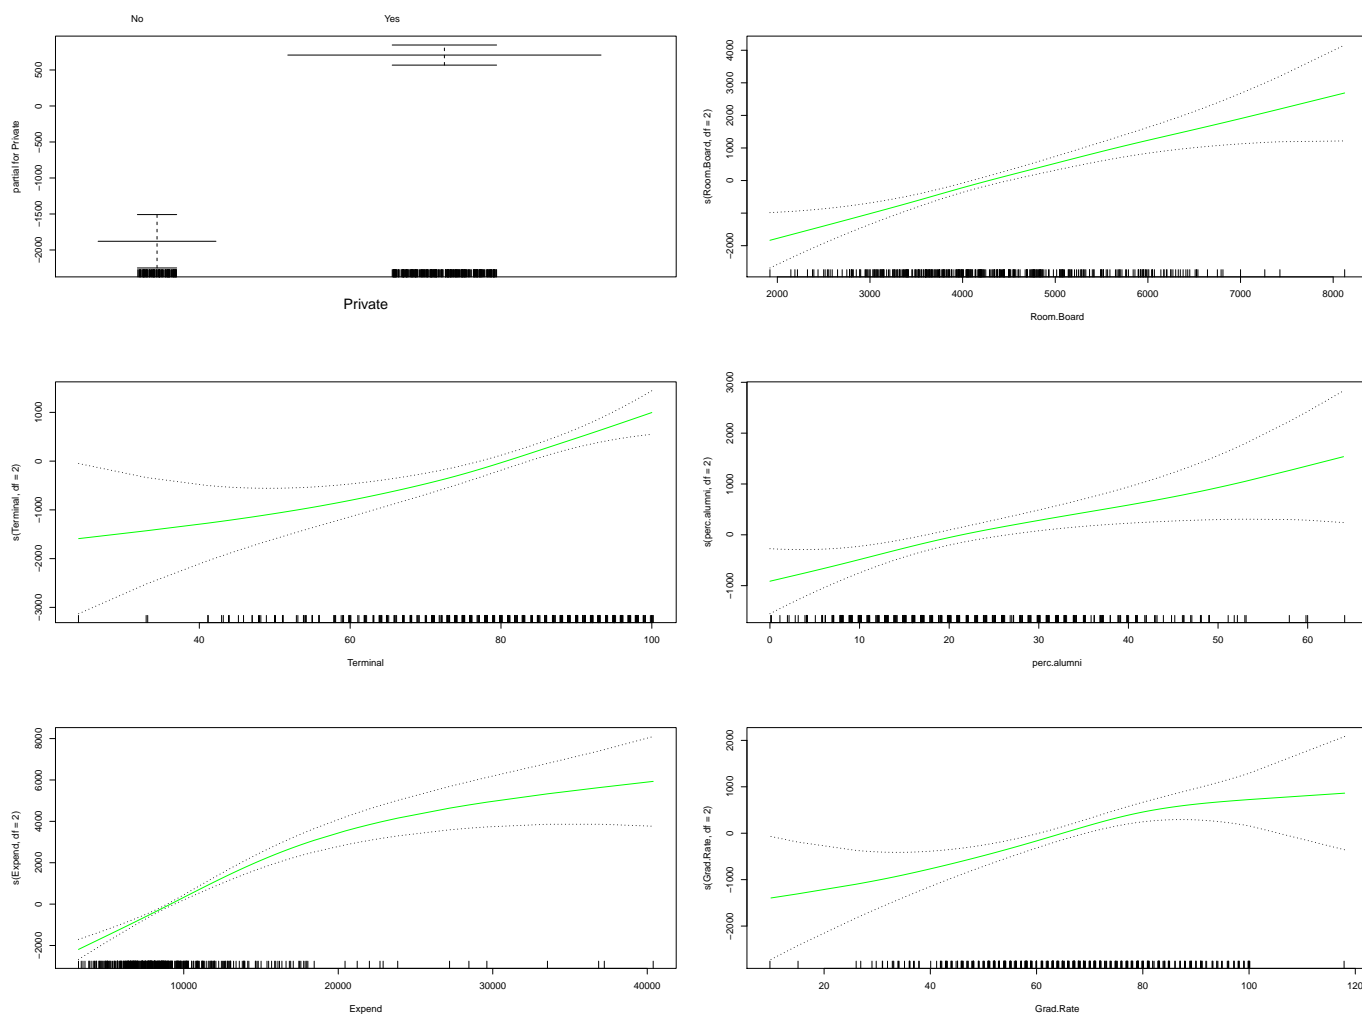 No Yes
partial for Private
500
0
−500
−1000
−1500
−2000
Private
s(Room.Board, df = 2)
4000
3000
2000
1000
0
−2000
2000 3000 4000 5000 6000 7000 8000
Room.Board
s(Terminal, df = 2)
1000
0
−1000
−2000
−3000
40 60 80 100
Terminal
s(perc.alumni, df = 2)
3000
2000
1000
0
−1000
0 10 20 30 40 50 60
perc.alumni
s(Expend, df = 2)
8000
6000
4000
2000
0
−2000
10000 20000 30000 40000
Expend
s(Grad.Rate, df = 2)
2000
1000
0
−1000
−2000
20 40 60 80 100 120
Grad.Rate